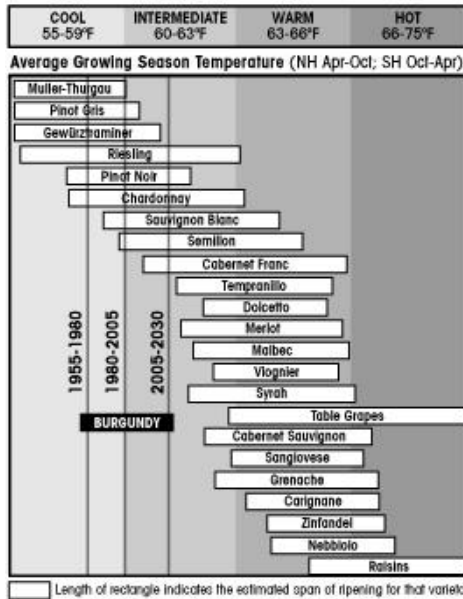 COOL INTERMEDIATE WARM HOT
55-59°F 60-63°F 63-66°F 66-75°F
Average Growing Season Temperature (NH Apr-Oct; SH Oct-Apr)
Muller-Thurgau
Pinot Gris
Gewürztraminer
Riesling
Pinot Noir
Chardonnay
Sauvignon Blanc
Semillon
Cabernet Franc
Tempranillo
Dolcetto
Merlot
Malbec
Viognier
Syrah
1955-1980
1980-2005
2005-2030
Table Grapes
BURGUNDY
Cabernet Sauvignon
Sangiovese
Grenache
Carignane
Zinfandel
Nebbiolo
Raisins
Length of rectangle indicates the estimated span of ripening for that varieta